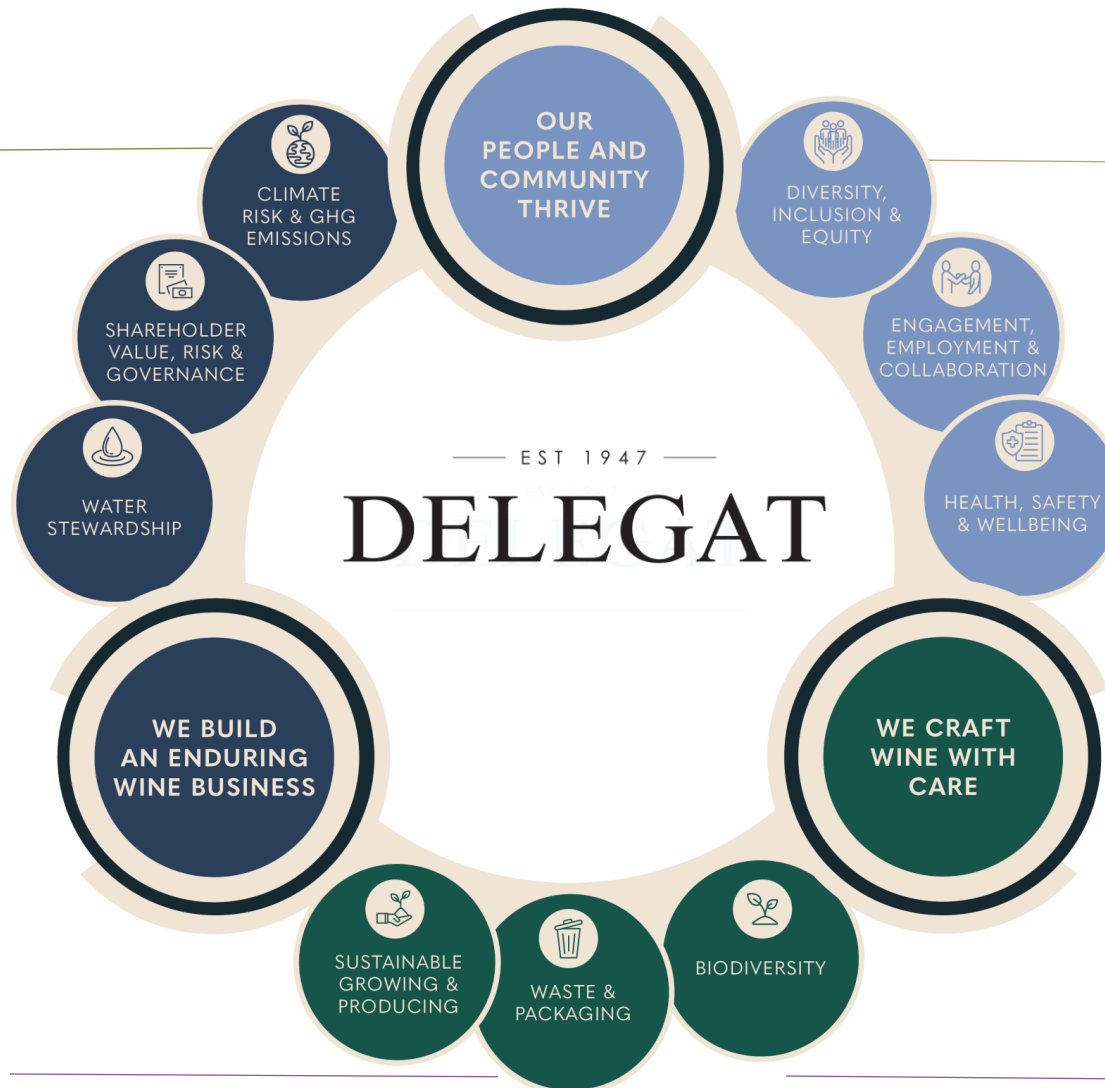 OUR
PEOPLE AND
COMMUNITY
THRIVE
DIVERSITY,
INCLUSION &
EQUITY
ENGAGEMENT,
EMPLOYMENT &
COLLABORATION
HEALTH, SAFETY
& WELLBEING
WE CRAFT
WINE WITH
CARE
BIODIVERSITY
WASTE &
PACKAGING
SUSTAINABLE
GROWING &
PRODUCING
WE BUILD
AN ENDURING
WINE BUSINESS
WATER
STEWARDSHIP
SHAREHOLDER
VALUE, RISK &
GOVERNANCE
CLIMATE
RISK & GHG
EMISSIONS
EST 1947
DELEGAT